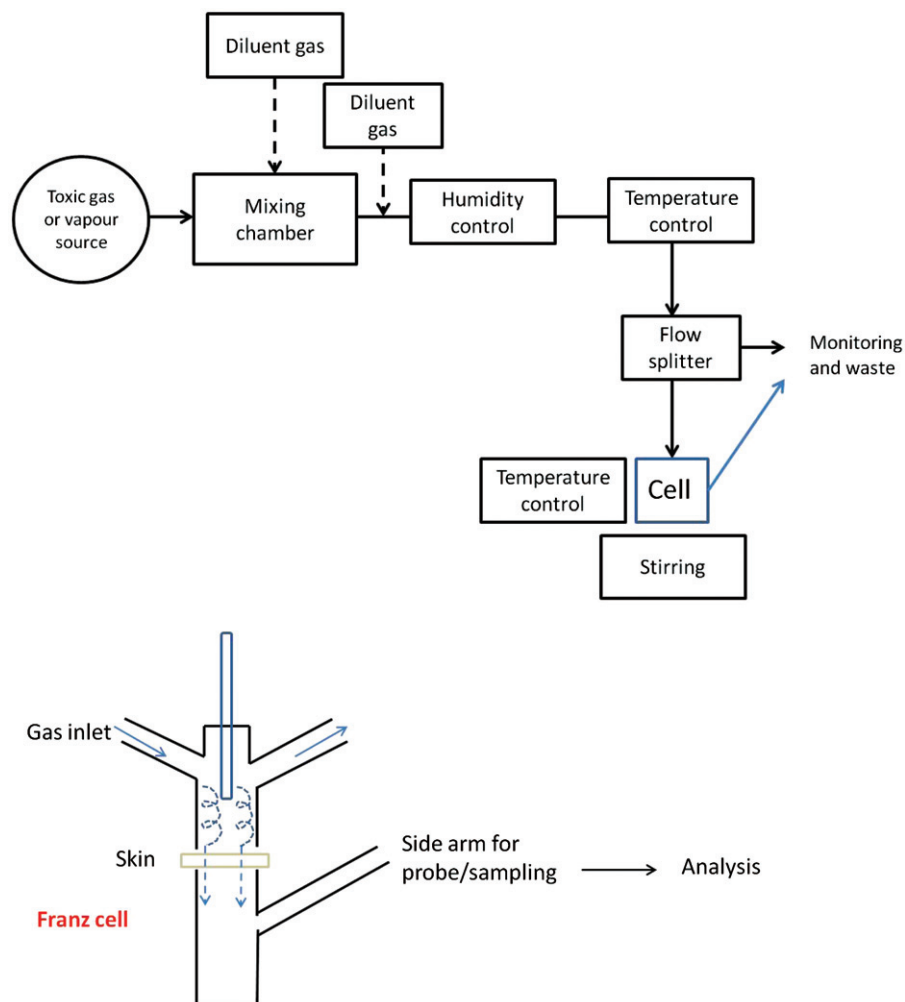 Diluent gas
Diluent
gas
Toxic gas
or vapour
source
Mixing
chamber
Humidity
control
Temperature
control
Flow
splitter
Monitoring
and waste
Temperature
control
Cell
Stirring
Gas inlet
Skin
Side arm for
probe/sampling
Analysis
Franz cell